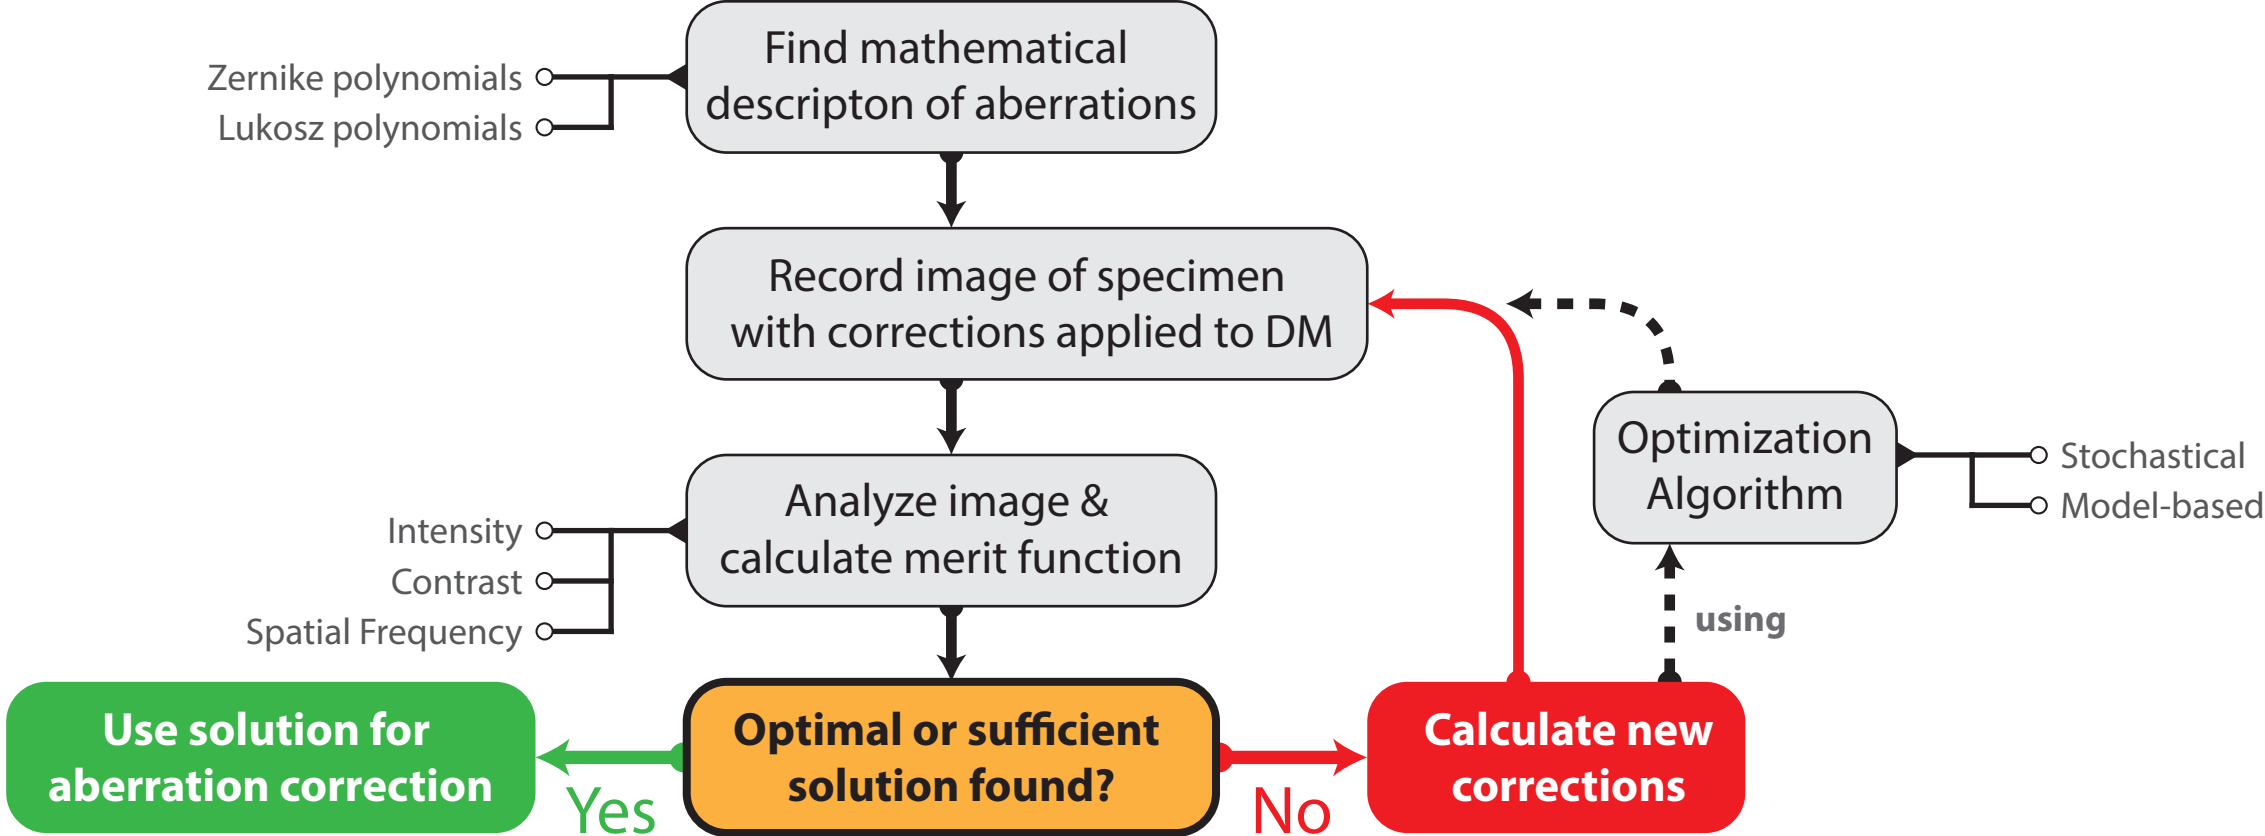 Find mathematical
descripton of aberrations
Zernike polynomials
Lukosz polynomials
Record image of specimen
with corrections applied to DM
Optimization
Algorithm
Stochastical
Model-based
Analyze image &
calculate merit function
Intensity
Contrast
Spatial Frequency
using
Use solution for
aberration correction
Yes
Optimal or sufficient
solution found?
No
Calculate new
corrections